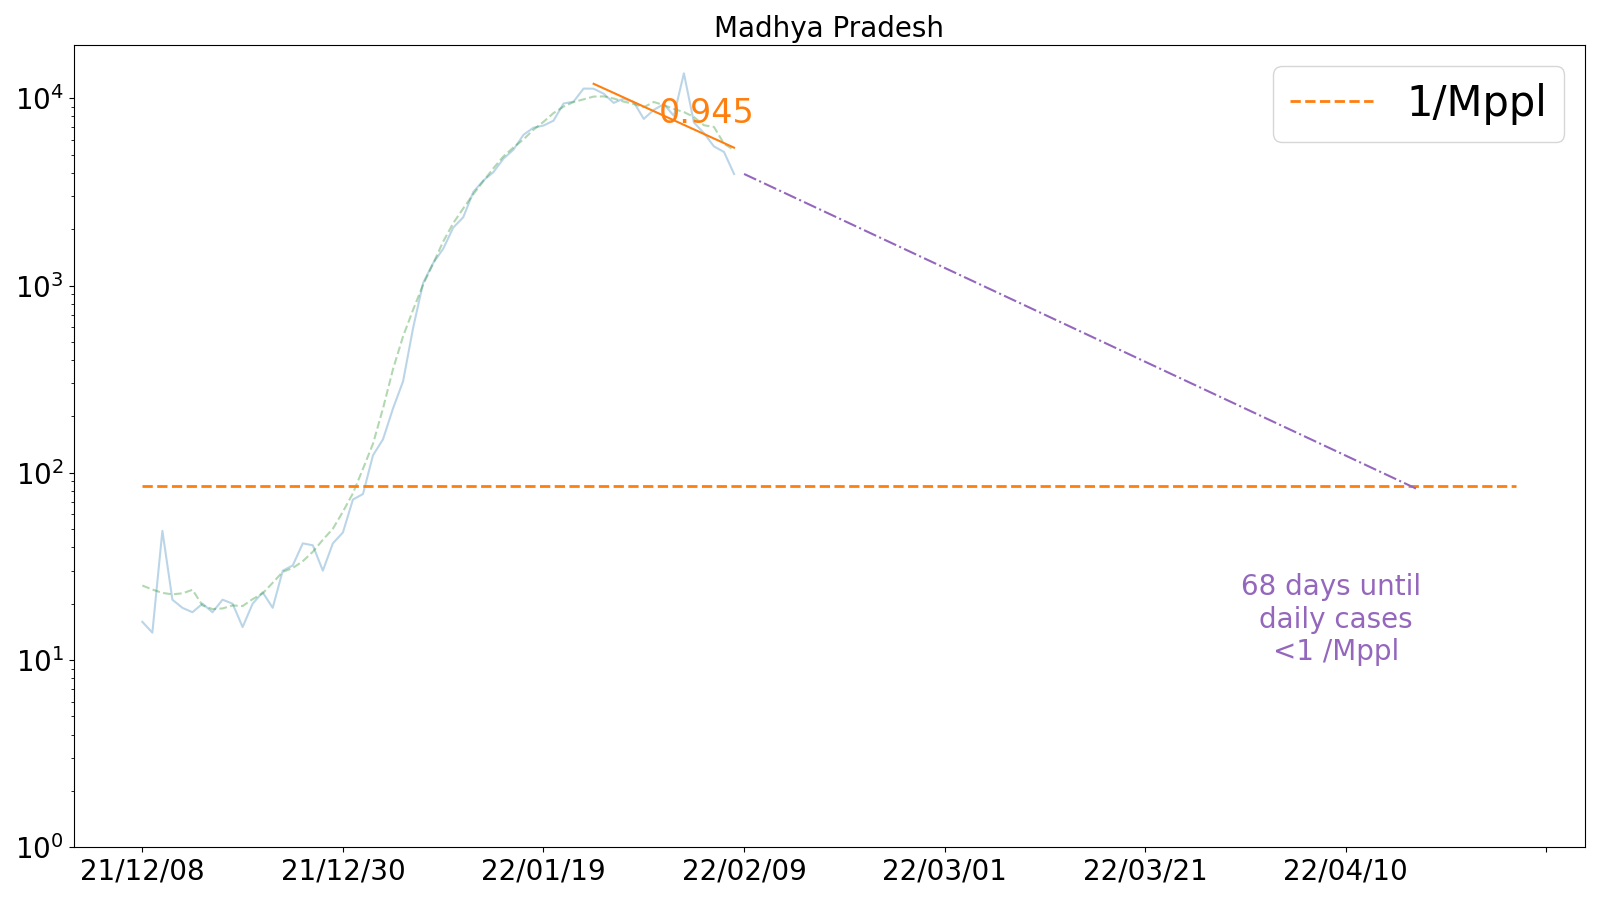 Madhya Pradesh
10^4
10^3
10^2
10^1
10^0
0.945
1/Mppl
68 days until
daily cases
<1 /Mppl
21/12/08 21/12/30 22/01/19 22/02/09 22/03/01 22/03/21 22/04/10